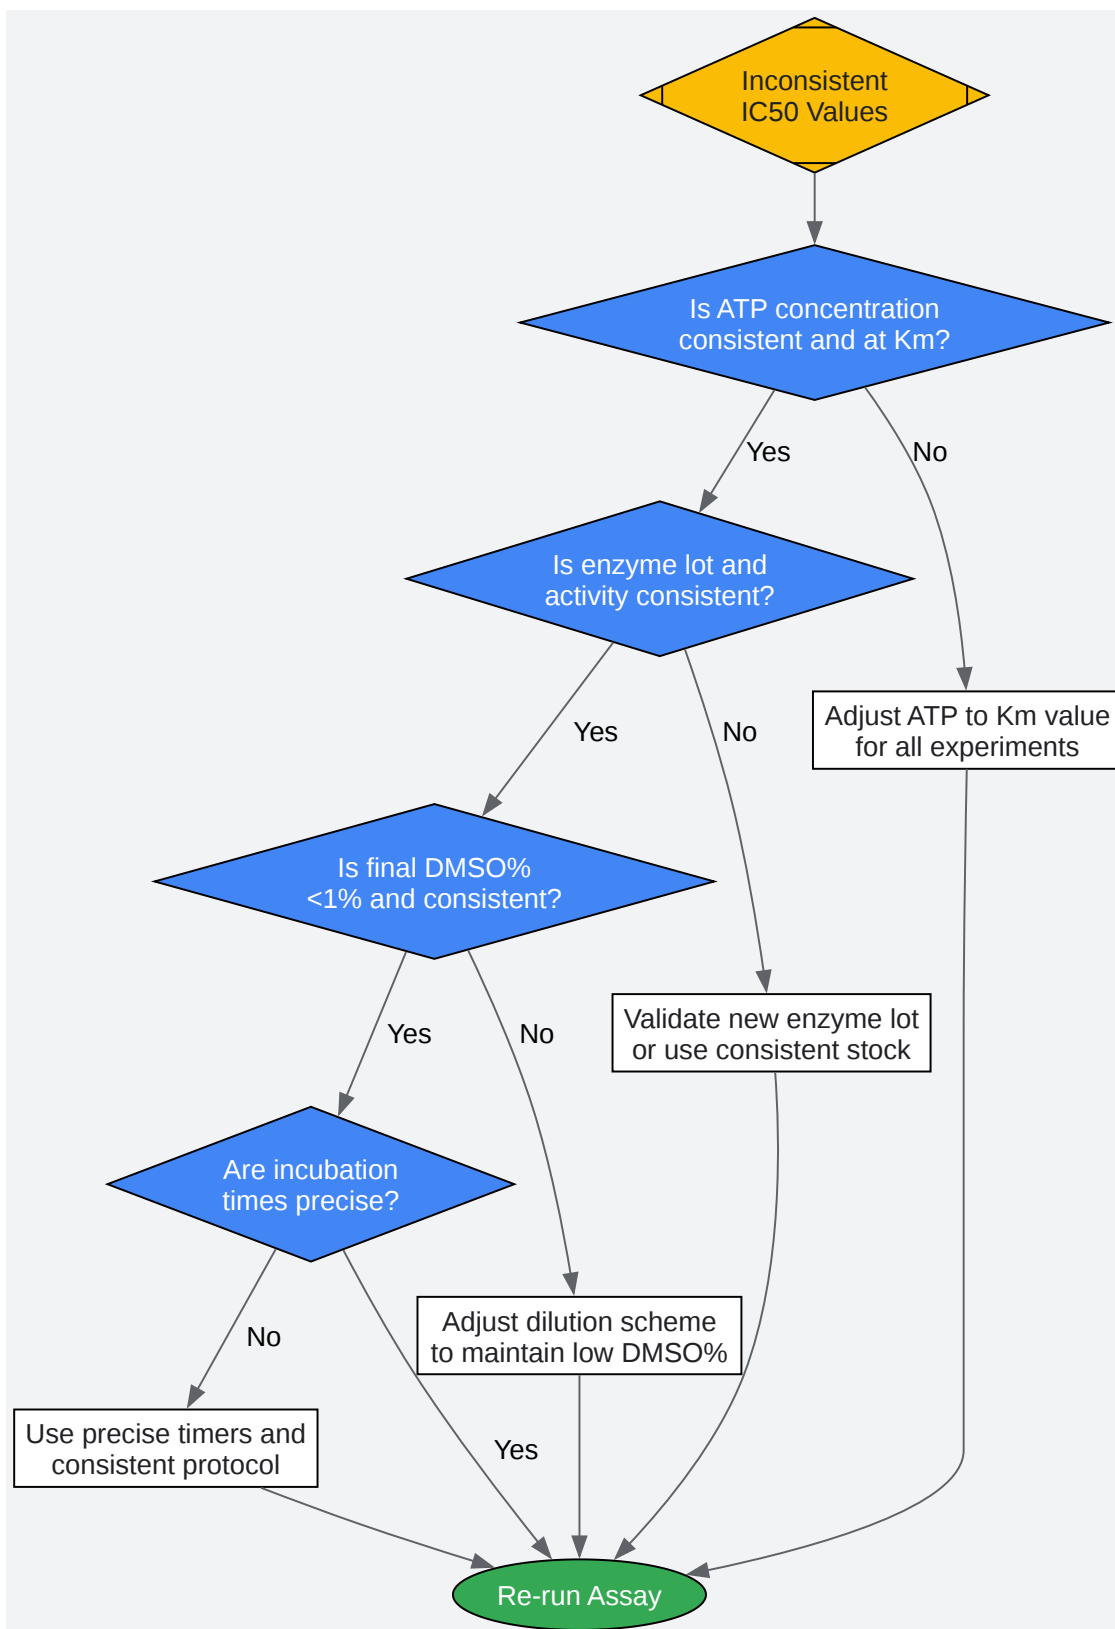 Inconsistent
IC50 Values
Is ATP concentration
consistent and at Km?
Yes
No
Is enzyme lot and
activity consistent?
Yes
No
Adjust ATP to Km value
for all experiments
Is final DMSO%
<1% and consistent?
Yes
No
Validate new enzyme lot
or use consistent stock
Are incubation
times precise?
No
Yes
Adjust dilution scheme
to maintain low DMSO%
Use precise timers and
consistent protocol
Re-run Assay